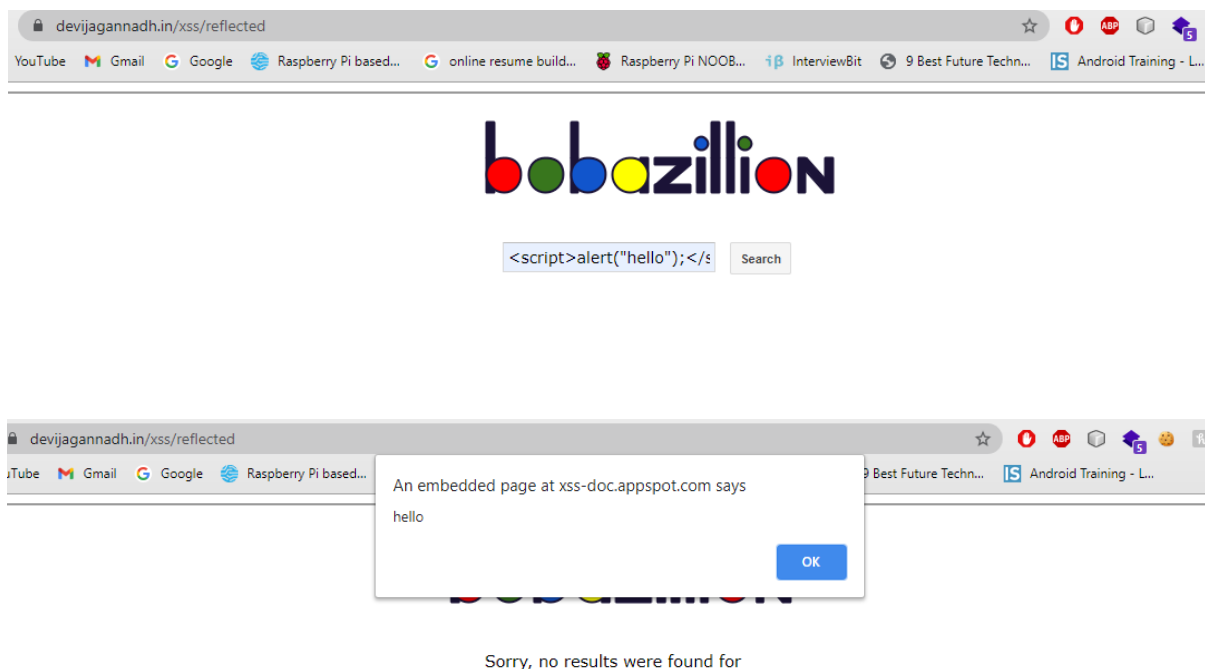 devijagannadh.in/xss/reflected
YouTube Gmail Google Raspberry Pi based... online resume build... Raspberry Pi NOOB... InterviewBit 9 Best Future Techn... Android Training - L...
bobazillion
<script>alert("hello");</s Search
devijagannadh.in/xss/reflected
uTube Gmail Google Raspberry Pi based... 9 Best Future Techn... Android Training - L...
An embedded page at xss-doc.appspot.com says
hello
OK
Sorry, no results were found for